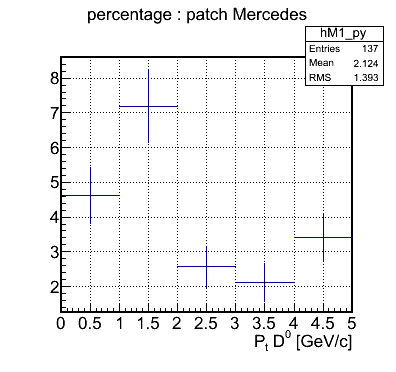 percentage : patch Mercedes
hM1_py
Entries 137
Mean 2.124
RMS 1.393
8
7
6
5
4
3
2
0 0.5 1 1.5 2 2.5 3 3.5 4 4.5 5
Pt D0 [GeV/c]